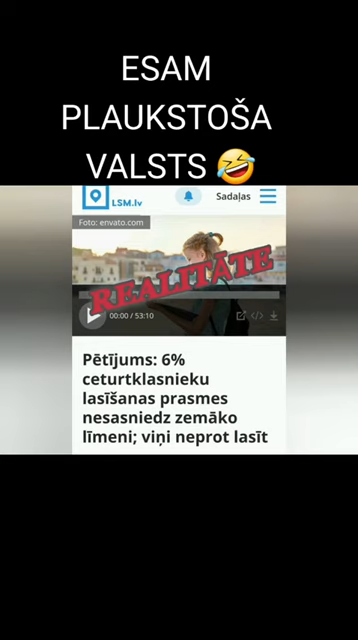 ESAM
PLAUKSTOŠA
VALSTS 🤣
LSM.lv
Sadaļas
Foto: envato.com
REALITĀTE
00:00 / 53:10
Pētījums: 6%
ceturtklasnieku
lasīšanas prasmes
nesasniedz zemāko
līmeni; viņi neprot lasīt